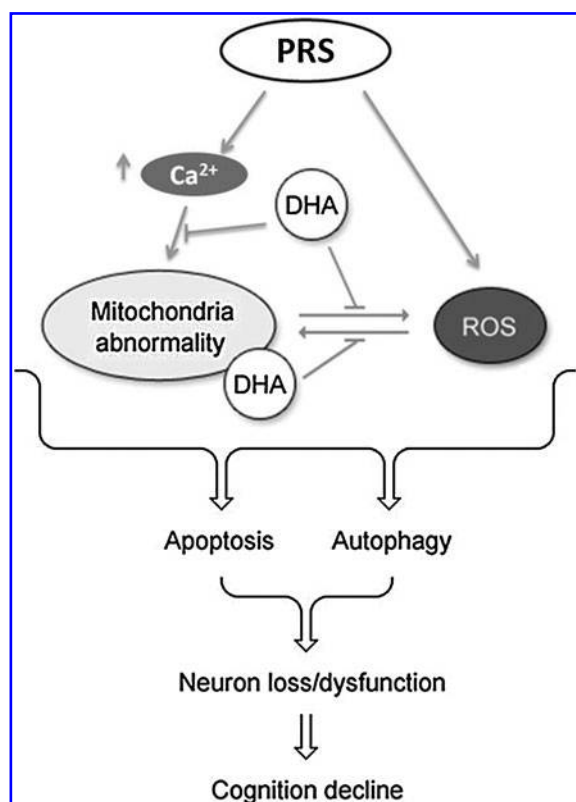 PRS
Ca²⁺
DHA
Mitochondria
abnormality
ROS
DHA
Apoptosis
Autophagy
Neuron loss/dysfunction
Cognition decline